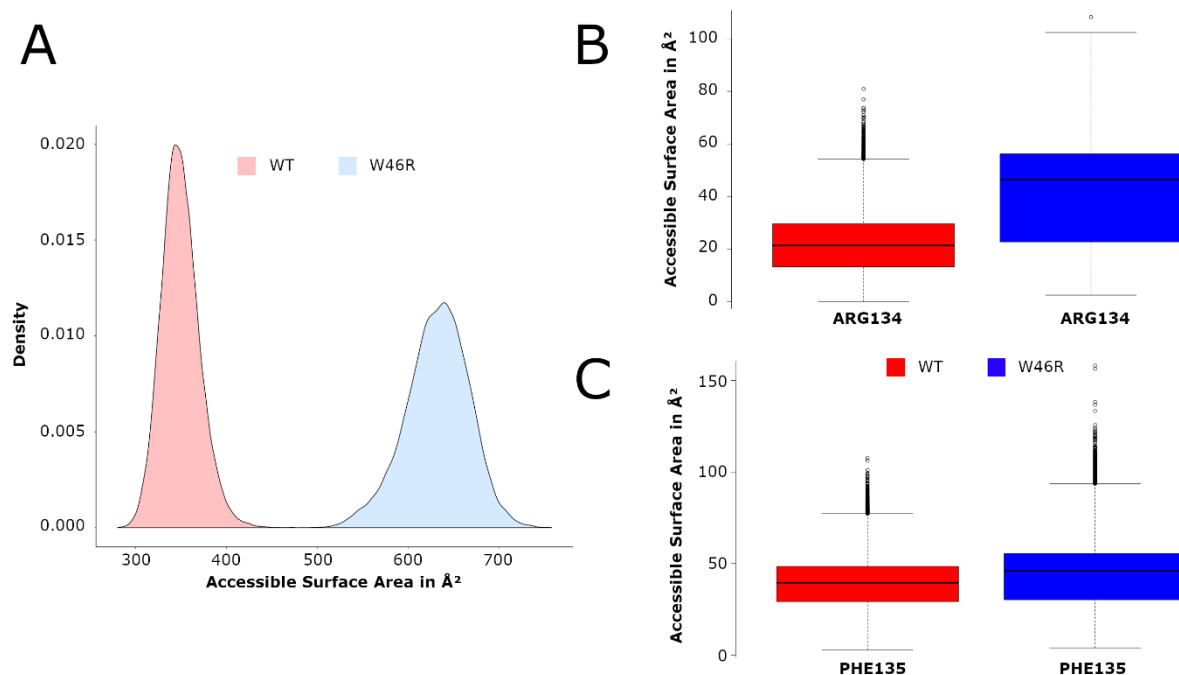 A
Density
0.020
0.015
0.010
0.005
0.000
WT
W46R
300
400
500
600
700
Accessible Surface Area in Å²
B
Accessible Surface Area in Å²
100
80
60
40
20
0
ARG134
ARG134
C
Accessible Surface Area in Å²
150
100
50
0
WT
W46R
PHE135
PHE135